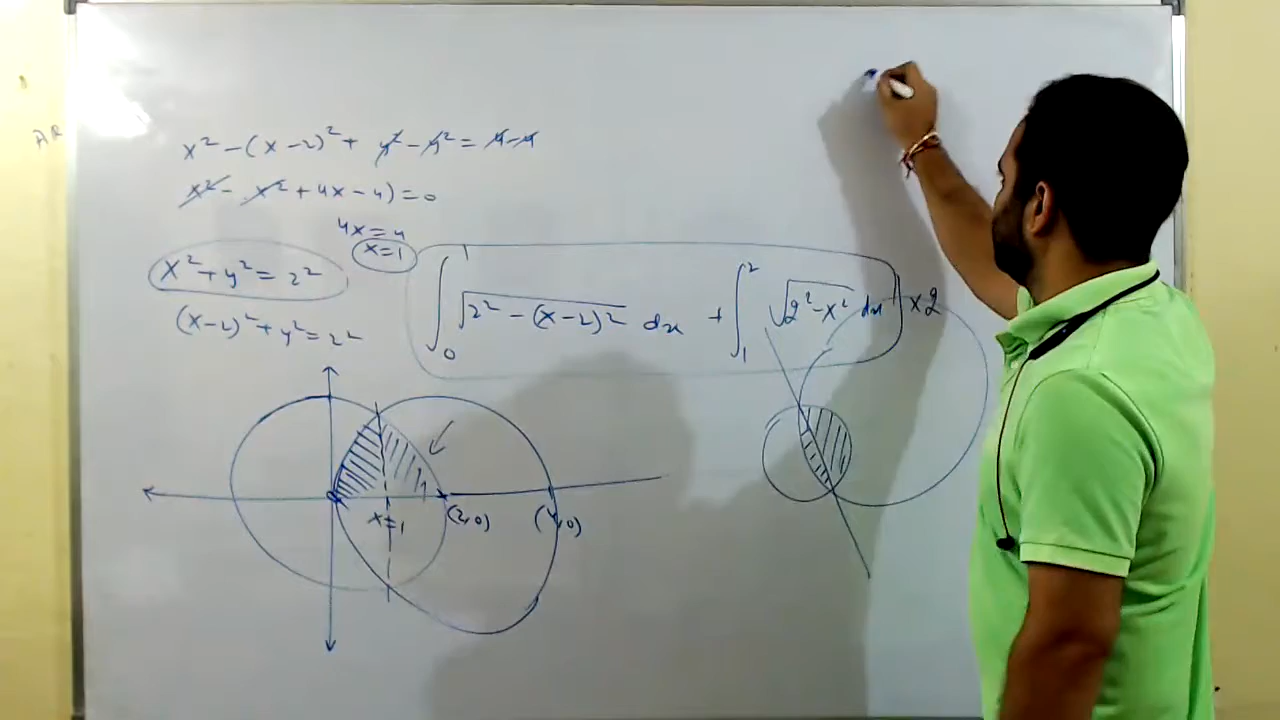 AR
x² - (x - 2)² + y² - y² = 4 - 4
x² - x² + 4x - 4) = 0
4x = 4
x = 1
x² + y² = 2²
(x - 2)² + y² = 2²
∫₀¹ √(2² - (x - 2)²) dx + ∫₁² √(2² - x²) dx } × 2
x = 1
(2, 0)
(4, 0)